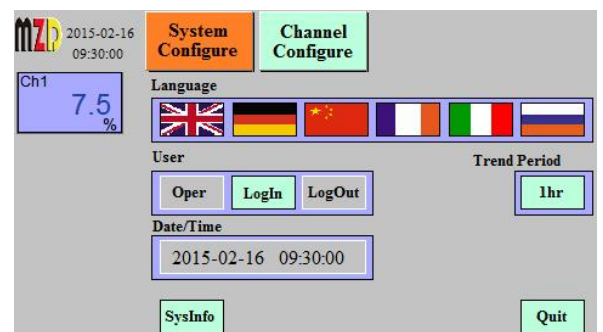 MZD 2015-02-16
09:30:00
System
Configure
Channel
Configure
Ch1
7.5
%
Language
User
Trend Period
Oper
LogIn
LogOut
1hr
Date/Time
2015-02-16 09:30:00
SysInfo
Quit